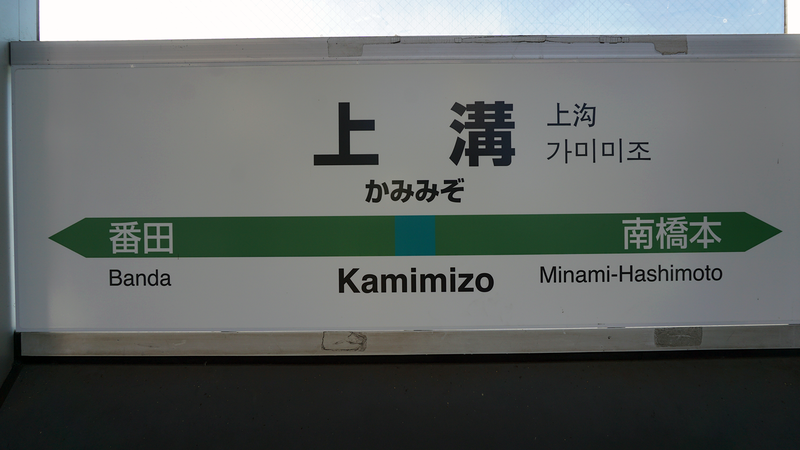 上 溝
上沟
가미미조
かみみぞ
番田
南橋本
Banda
Kamimizo
Minami-Hashimoto